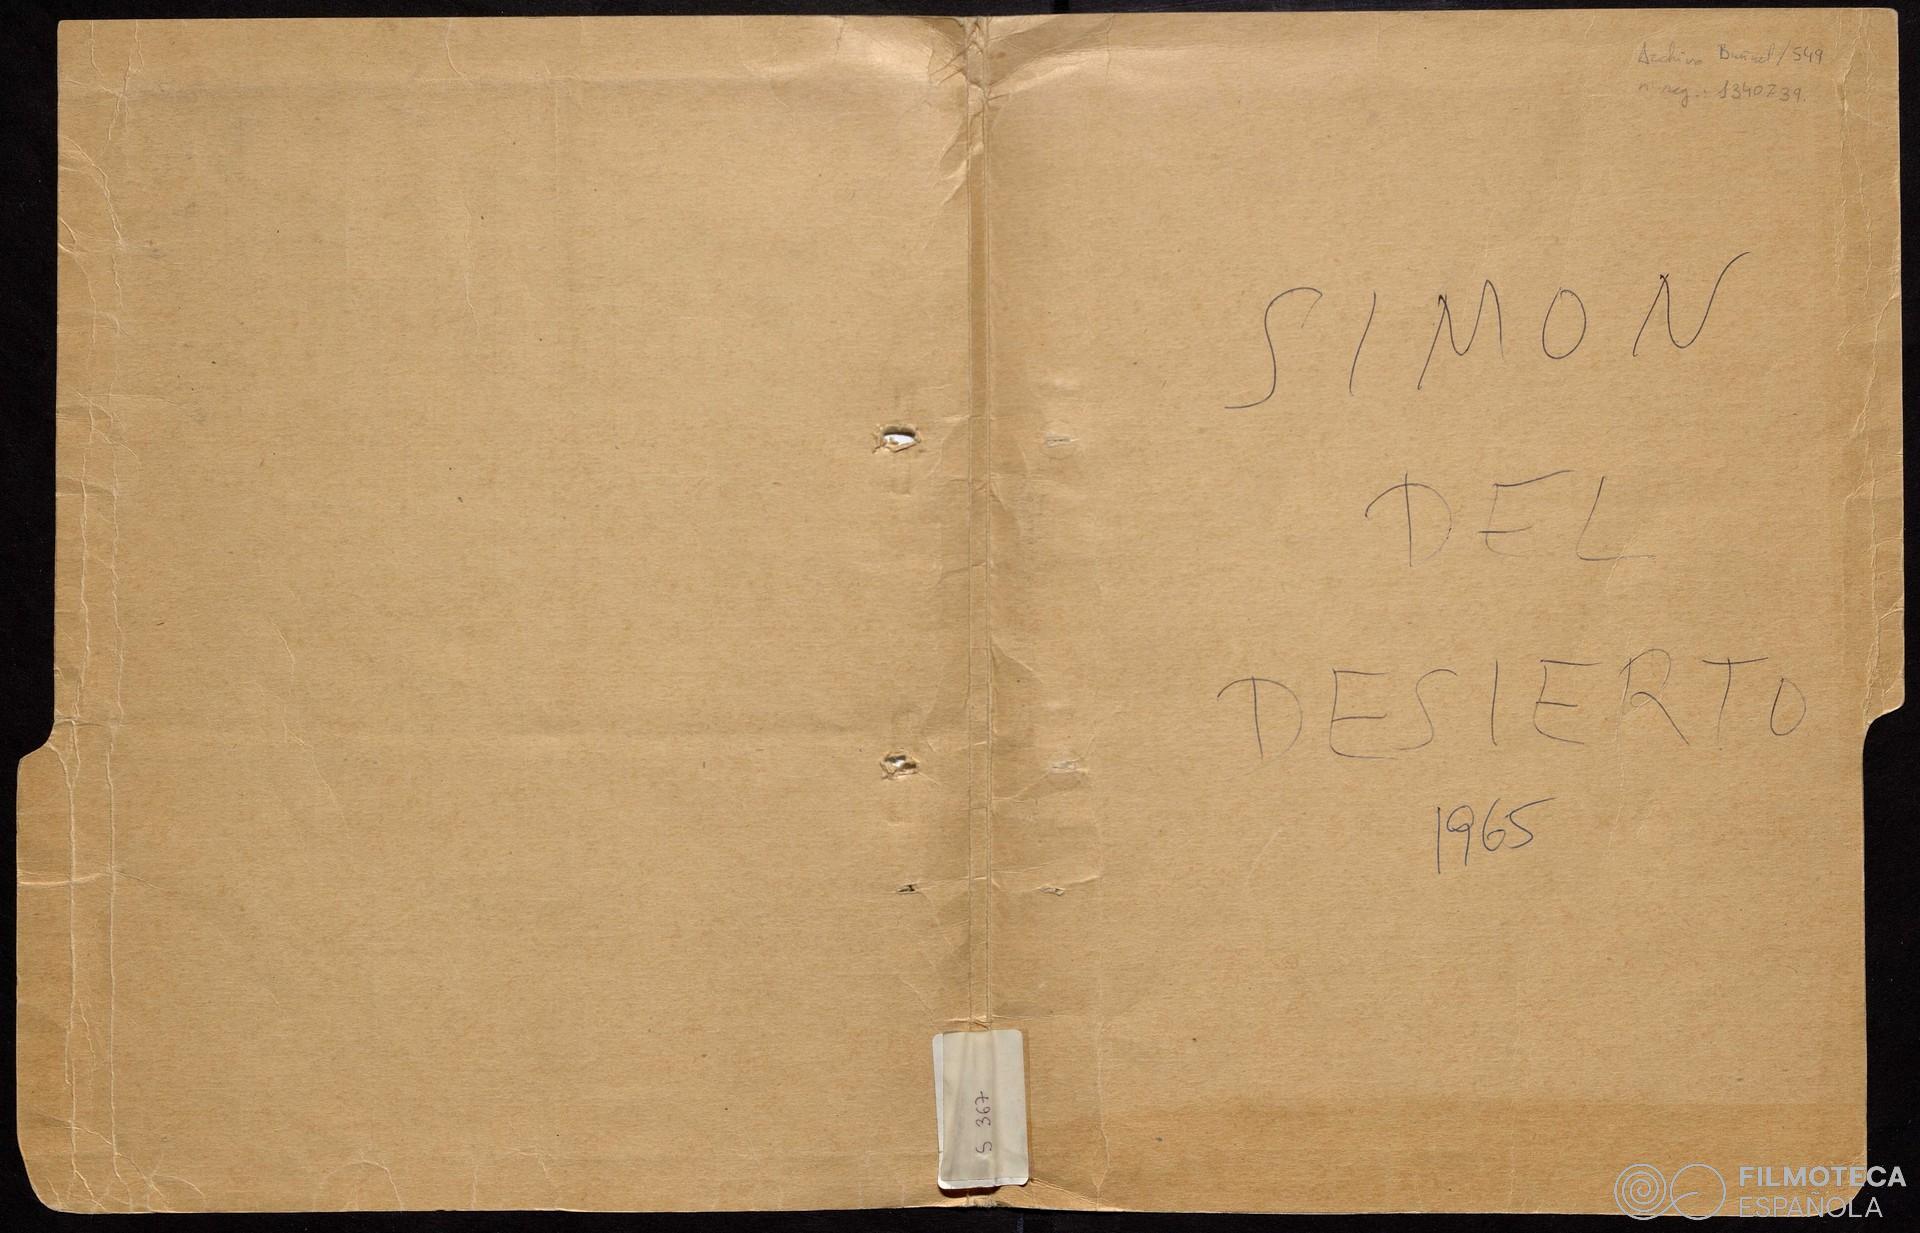 Archivo Buñuel/549
nº reg.: 1340239.
SIMON
DEL
DESIERTO
1965
S 367
FILMOTECA
ESPAÑOLA